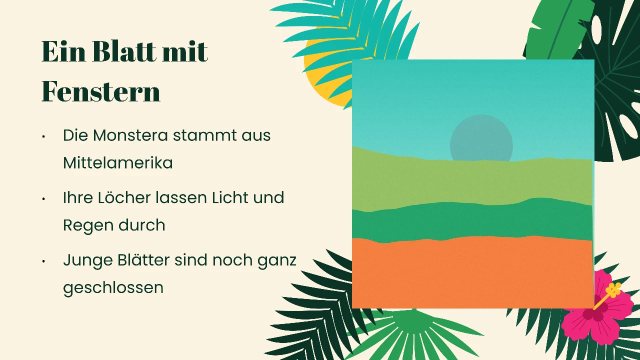 Ein Blatt mit
Fenstern
· Die Monstera stammt aus
Mittelamerika
· Ihre Löcher lassen Licht und
Regen durch
· Junge Blätter sind noch ganz
geschlossen